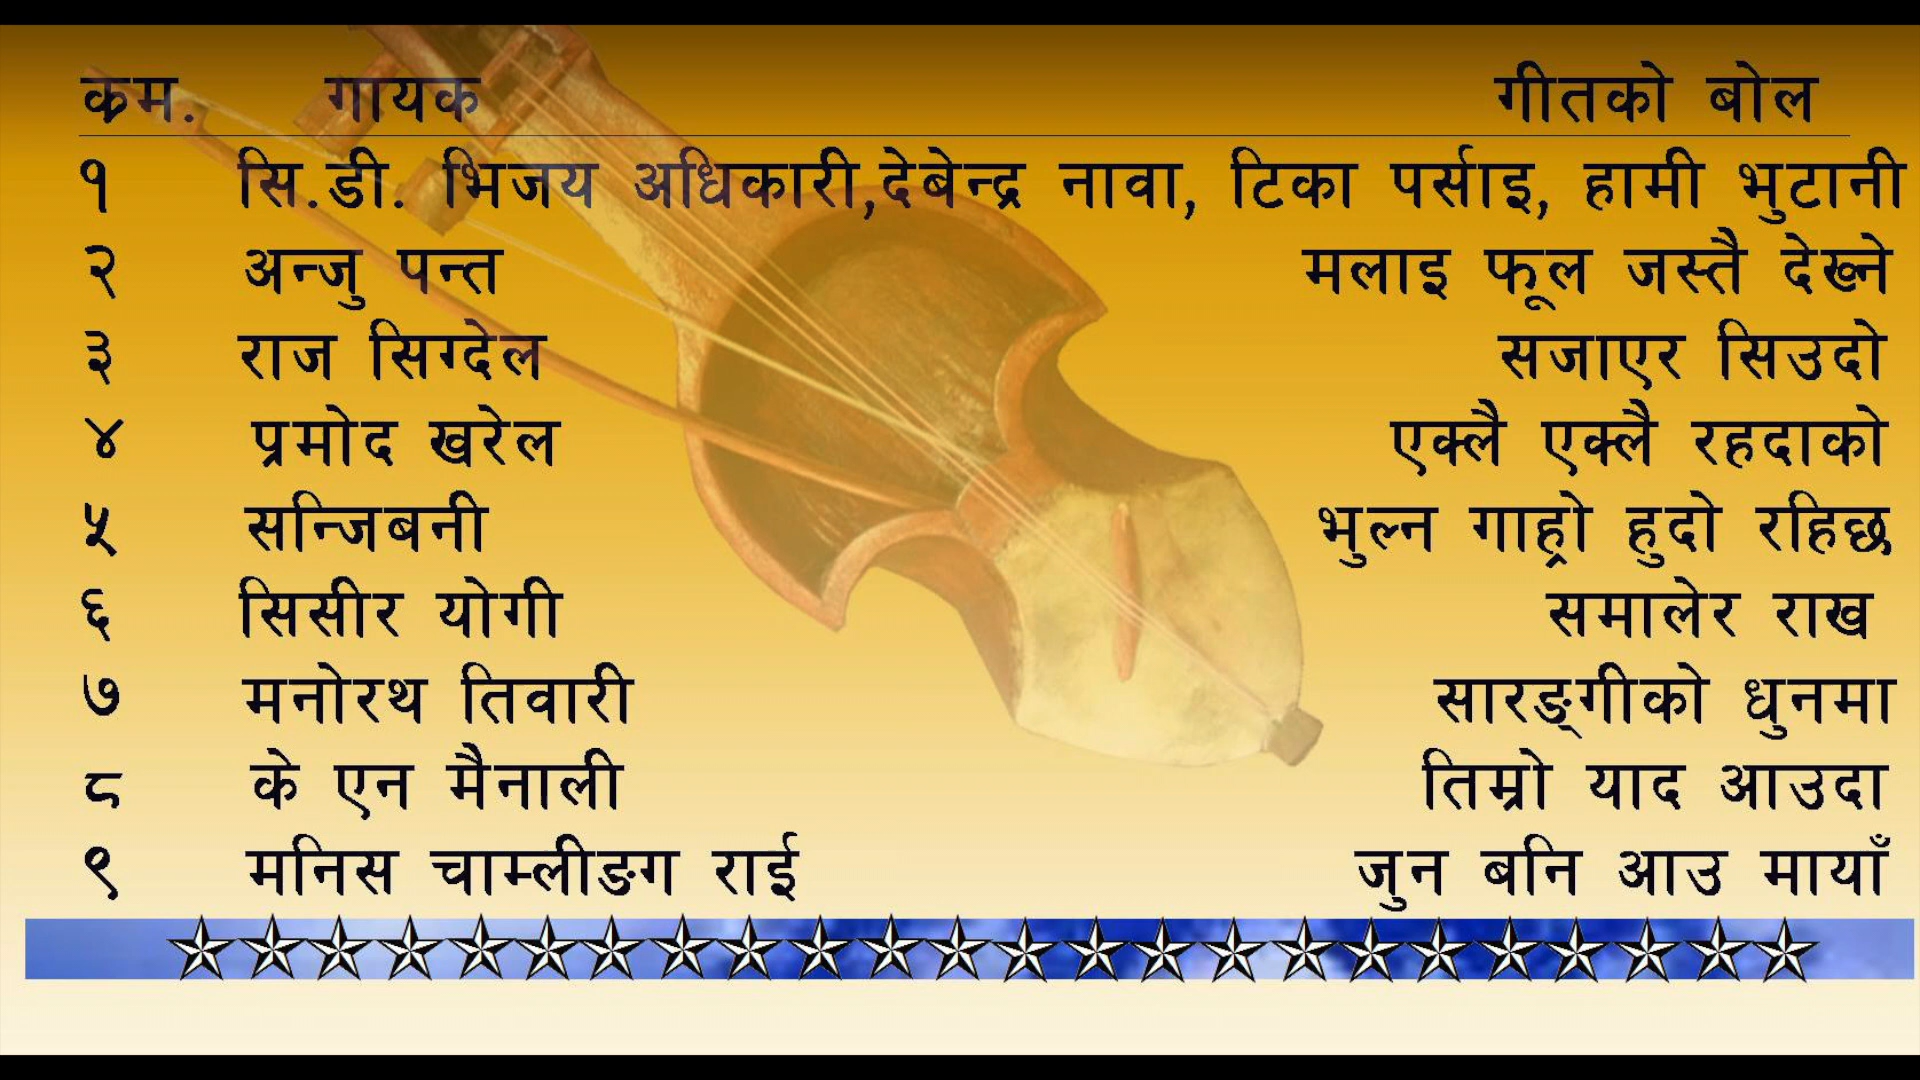 क्रम. गायक गीतको बोल
१ सि.डी. भिजय अधिकारी,देबेन्द्र नावा, टिका पर्साइ, हामी भुटानी
२ अन्जु पन्त मलाइ फूल जस्तै देख्ने
३ राज सिग्देल सजाएर सिउदो
४ प्रमोद खरेल एक्लै एक्लै रहदाको
५ सन्जिबनी भुल्न गाह्रो हुदो रहिछ
६ सिसीर योगी समालेर राख
७ मनोरथ तिवारी सारङ्गीको धुनमा
८ के एन मैनाली तिम्रो याद आउदा
९ मनिस चाम्लीङग राई जुन बनि आउ मायाँ